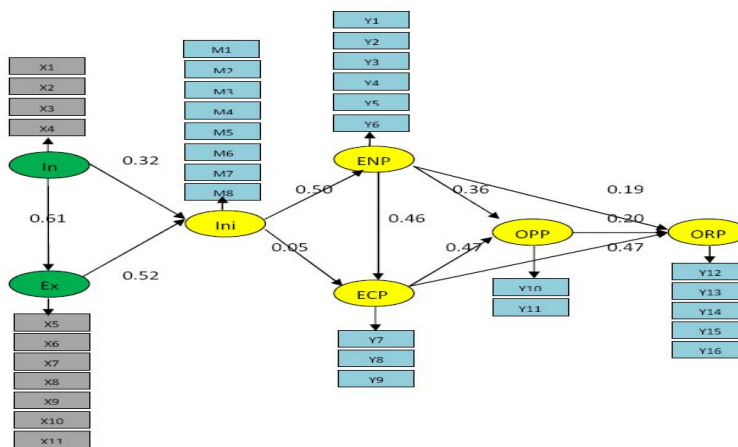 X1
X2
X3
X4
In
0.61
Ex
X5
X6
X7
X8
X9
X10
X11
0.32
0.52
M1
M2
M3
M4
M5
M6
M7
M8
Ini
0.50
0.05
Y1
Y2
Y3
Y4
Y5
Y6
ENP
0.46
ECP
Y7
Y8
Y9
0.36
0.47
OPP
Y10
Y11
0.19
0.20
0.47
ORP
Y12
Y13
Y14
Y15
Y16